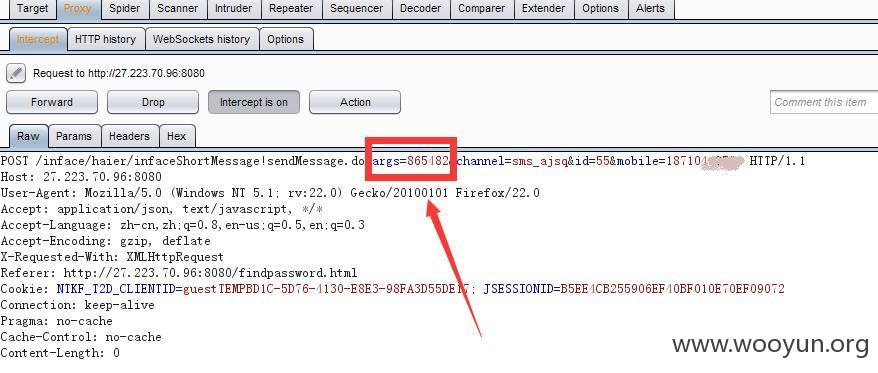 Target Proxy Spider Scanner Intruder Repeater Sequencer Decoder Comparer Extender Options Alerts
Intercept HTTP history WebSockets history Options
Request to http://27.223.70.96:8080
Forward Drop Intercept is on Action Comment this item
Raw Params Headers Hex
POST /inface/haier/infaceShortMessage!sendMessage.do args=865482 channel=sms_ajsq&id=55&mobile=187104 HTTP/1.1
Host: 27.223.70.96:8080
User-Agent: Mozilla/5.0 (Windows NT 5.1; rv:22.0) Gecko/20100101 Firefox/22.0
Accept: application/json, text/javascript, */*
Accept-Language: zh-cn,zh;q=0.8,en-us;q=0.5,en;q=0.3
Accept-Encoding: gzip, deflate
X-Requested-With: XMLHttpRequest
Referer: http://27.223.70.96:8080/findpassword.html
Cookie: NTKF_T2D_CLIENTID=guestTEMPBD1C-5D76-4130-E8E3-98FA3D55DE17; JSESSIONID=B5EE4CB255906EF40BF010E70EF09072
Connection: keep-alive
Pragma: no-cache
Cache-Control: no-cache
Content-Length: 0
www.wooyun.org